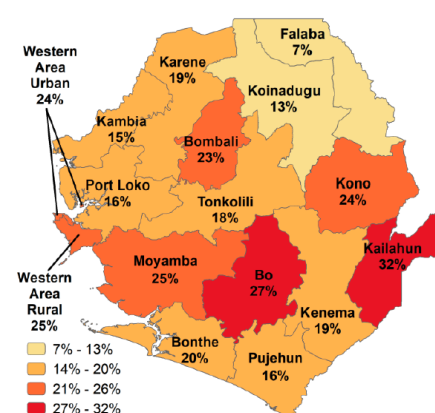 Falaba
7%
Western
Area
Urban
24%
Karene
19%
Koinadugu
13%
Kambia
15%
Bombali
23%
Port Loko
16%
Kono
24%
Tonkolili
18%
Kailahun
32%
Moyamba
25%
Bo
27%
Western
Area
Rural
25%
Kenema
19%
Bonthe
20%
Pujehun
16%
7% - 13%
14% - 20%
21% - 26%
27% - 32%